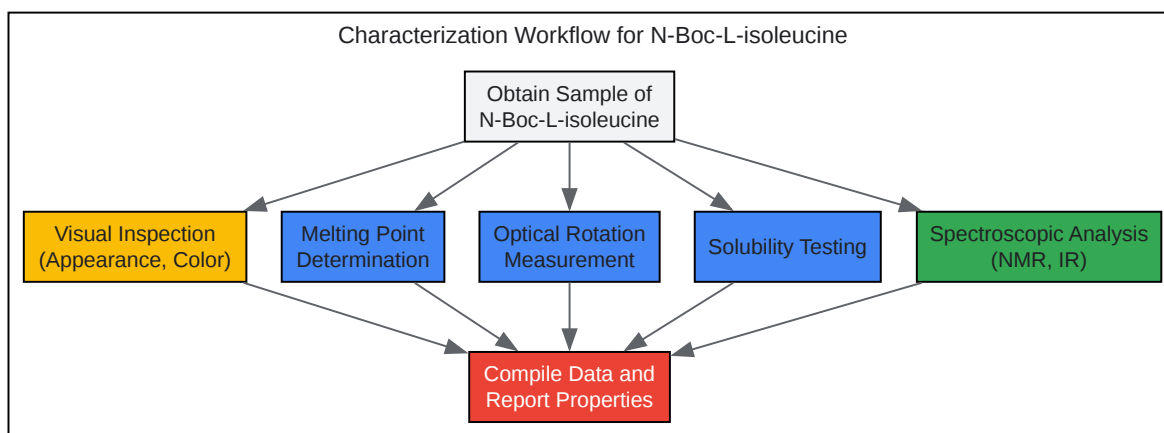 Characterization Workflow for N-Boc-L-isoleucine
Obtain Sample of
N-Boc-L-isoleucine
Visual Inspection
(Appearance, Color)
Melting Point
Determination
Optical Rotation
Measurement
Solubility Testing
Spectroscopic Analysis
(NMR, IR)
Compile Data and
Report Properties